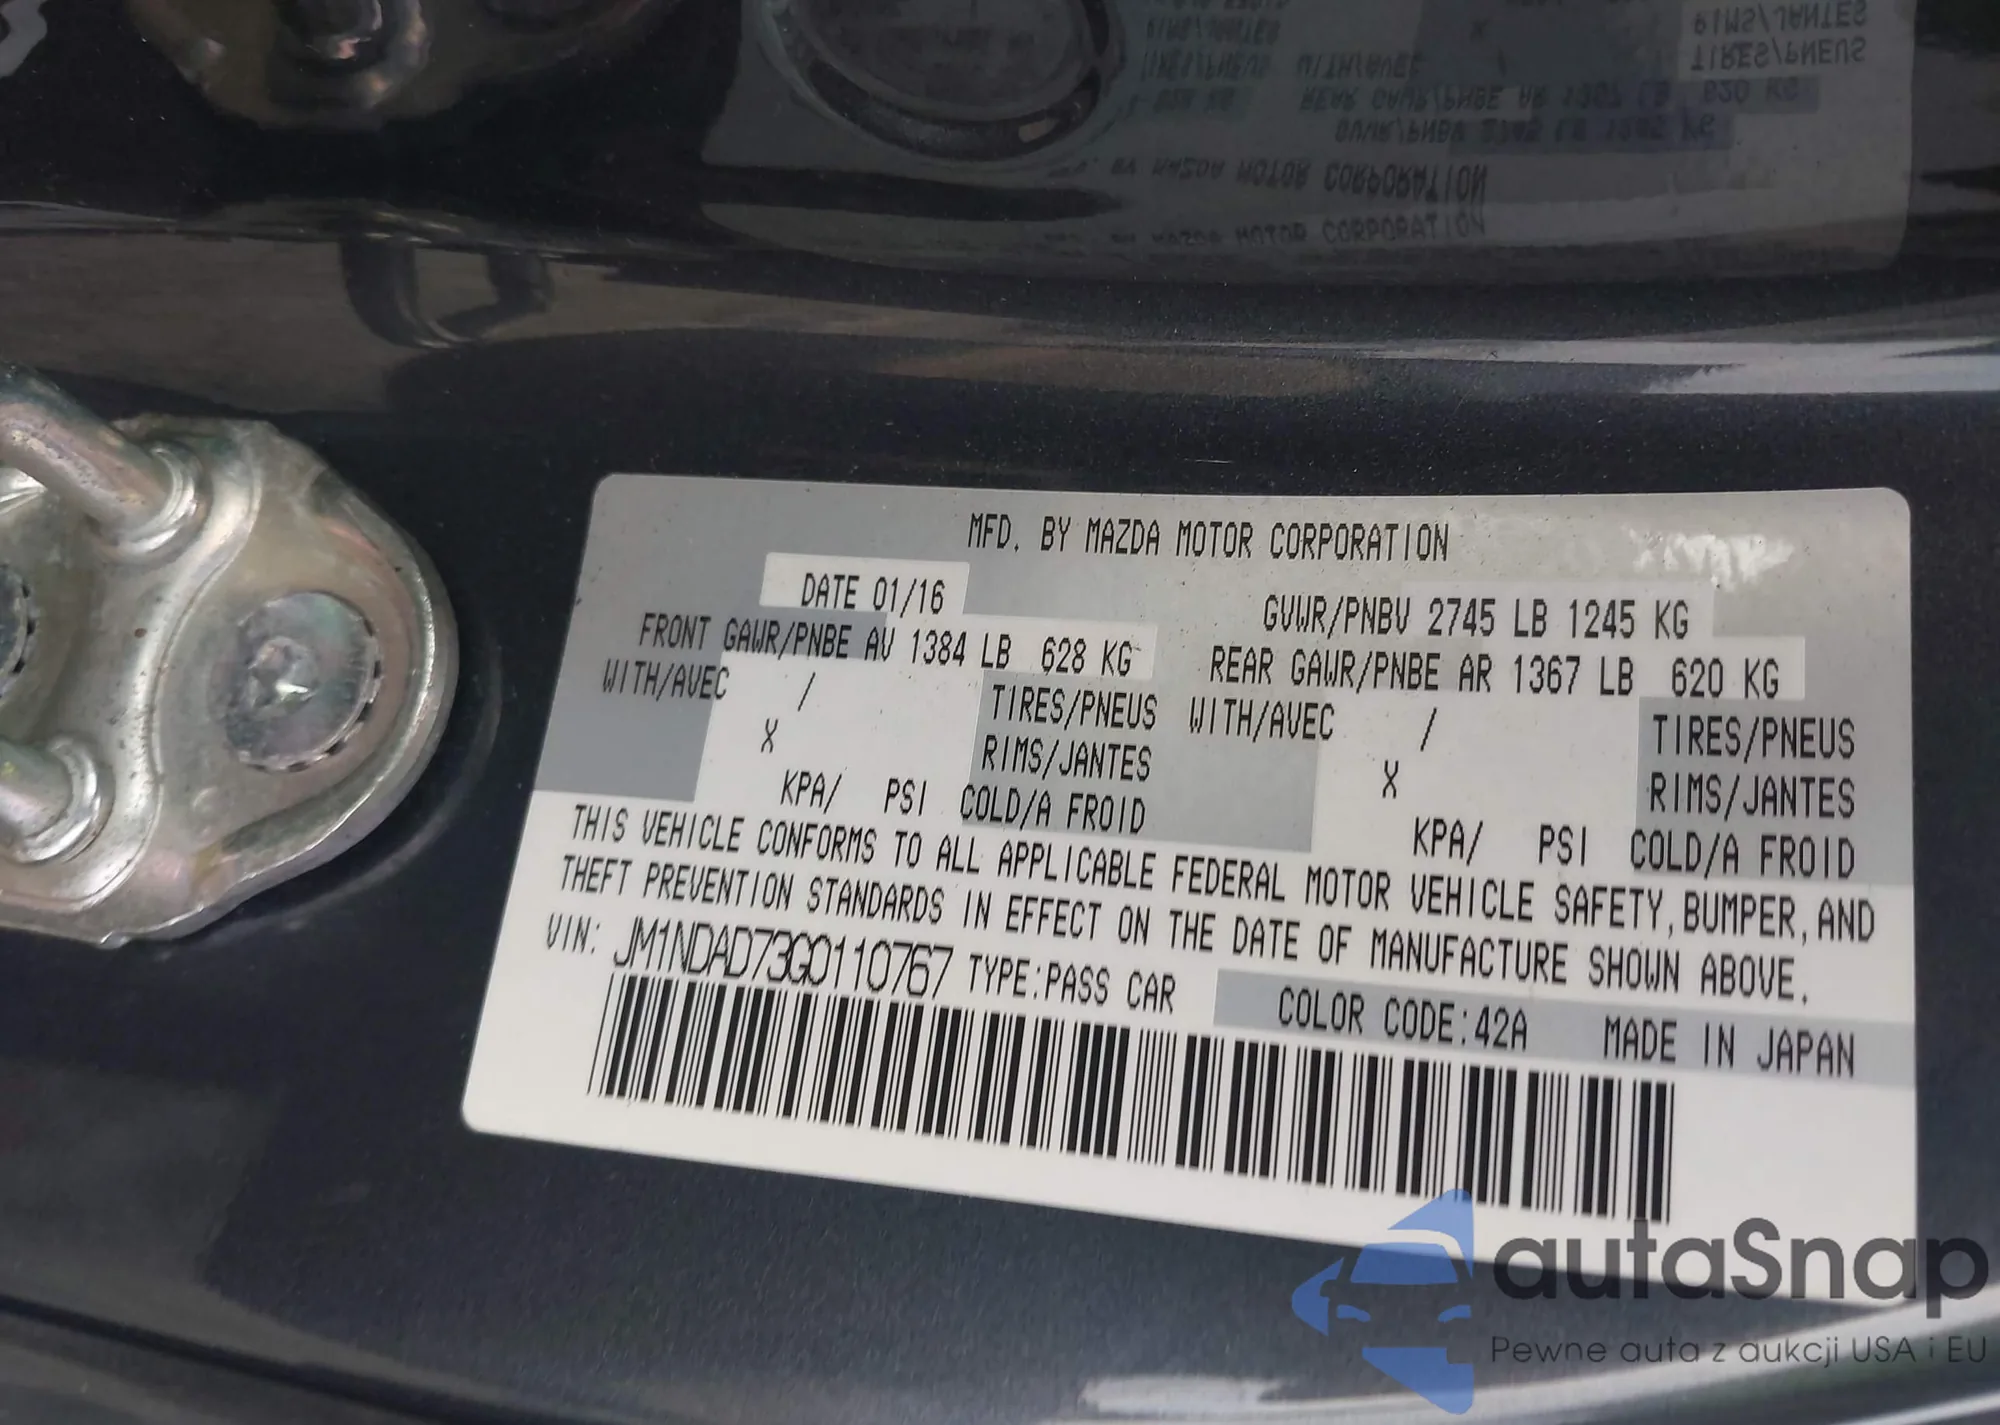 MFD. BY MAZDA MOTOR CORPORATION
DATE 01/16
GVWR/PNBV 2745 LB 1245 KG
FRONT GAWR/PNBE AV 1384 LB 628 KG
REAR GAWR/PNBE AR 1367 LB 620 KG
WITH/AVEC / TIRES/PNEUS WITH/AVEC / TIRES/PNEUS
X RIMS/JANTES X RIMS/JANTES
KPA/ PSI COLD/A FROID KPA/ PSI COLD/A FROID
THIS VEHICLE CONFORMS TO ALL APPLICABLE FEDERAL MOTOR VEHICLE SAFETY, BUMPER, AND
THEFT PREVENTION STANDARDS IN EFFECT ON THE DATE OF MANUFACTURE SHOWN ABOVE.
VIN: JM1NDAD73G0110767 TYPE:PASS CAR
COLOR CODE:42A MADE IN JAPAN
autaSnap
Pewne auta z aukcji USA i EU